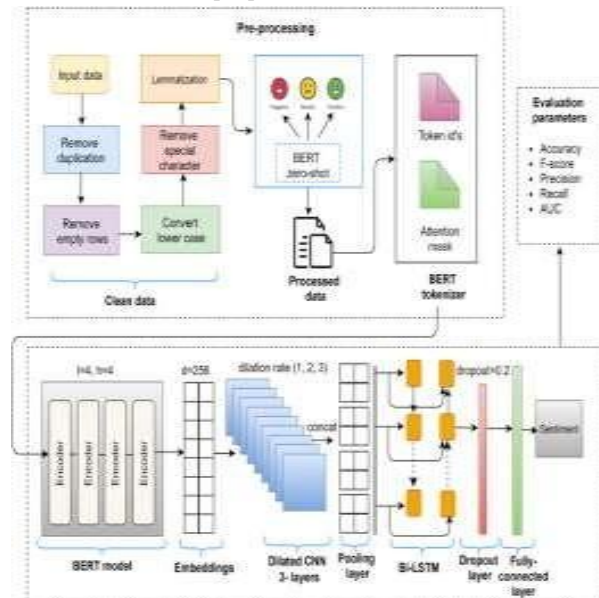 Pre-processing
Input data
Lemmatization
Remove
duplication
Remove
special
character
Remove
empty rows
Convert
lower case
Clean data
Negative
Neutral
Positive
BERT
zero-shot
Processed
data
Token id's
Attention
mask
BERT
tokenizer
Evaluation
parameters
• Accuracy
• F-score
• Precision
• Recall
• AUC
l=4, h=4
d=256
dilation rate (1, 2, 3)
concat
dropout=0.2
Encoder
Encoder
Encoder
Encoder
Sentiment
BERT model
Embeddings
Dilated CNN
3- layers
Pooling
layer
Bi-LSTM
Dropout
layer
Fully-
connected
layer